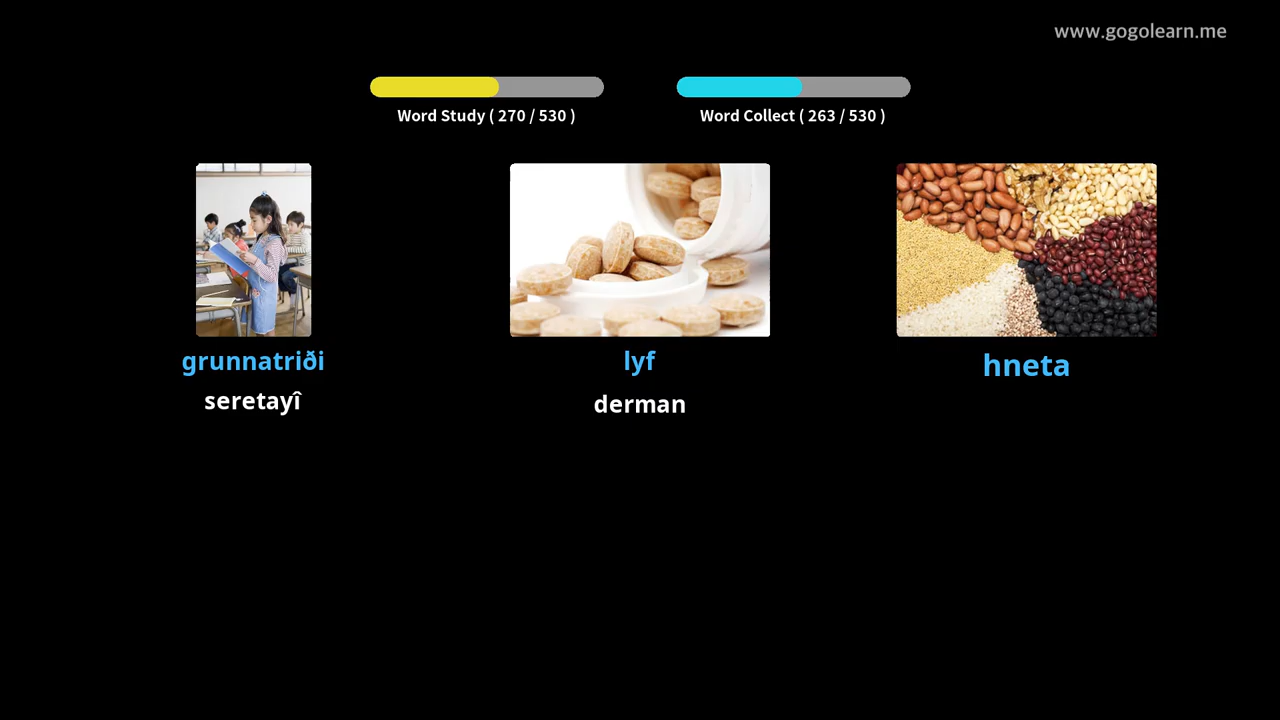 www.gogolearn.me
Word Study ( 270 / 530 )
Word Collect ( 263 / 530 )
grunnatriði
seretayî
lyf
derman
hneta